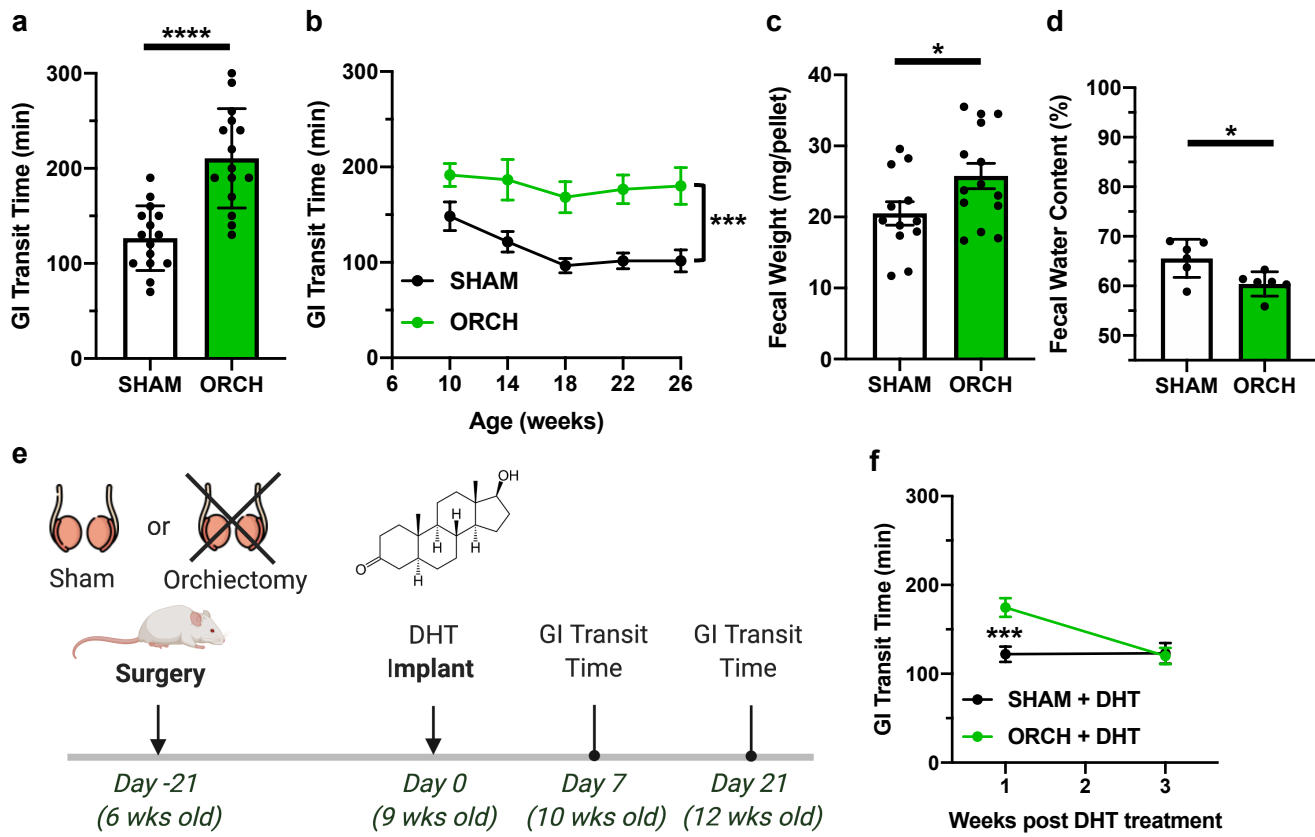 a
****
GI Transit Time (min)
300
200
100
0
SHAM ORCH
b
GI Transit Time (min)
300
200
100
0
***
SHAM
ORCH
6 10 14 18 22 26
Age (weeks)
c
*
Fecal Weight (mg/pellet)
40
30
20
10
0
SHAM ORCH
d
*
Fecal Water Content (%)
100
90
80
70
60
50
SHAM ORCH
e
or
Sham Orchiectomy
Surgery
OH
H
H
H
H
O
DHT
Implant
GI Transit
Time
GI Transit
Time
Day -21
(6 wks old)
Day 0
(9 wks old)
Day 7
(10 wks old)
Day 21
(12 wks old)
f
GI Transit Time (min)
300
200
100
0
***
SHAM + DHT
ORCH + DHT
1 2 3
Weeks post DHT treatment